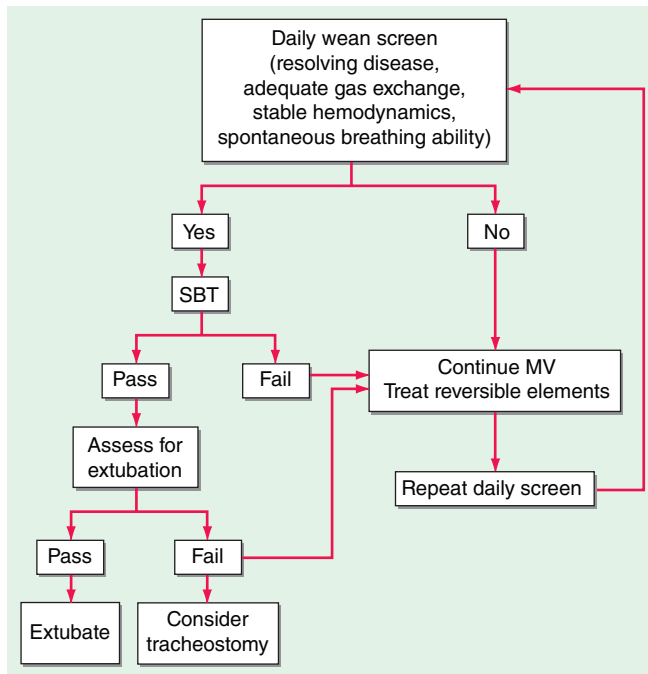 Daily wean screen
(resolving disease,
adequate gas exchange,
stable hemodynamics,
spontaneous breathing ability)
Yes
No
SBT
Pass
Fail
Continue MV
Treat reversible elements
Assess for
extubation
Repeat daily screen
Pass
Fail
Extubate
Consider
tracheostomy